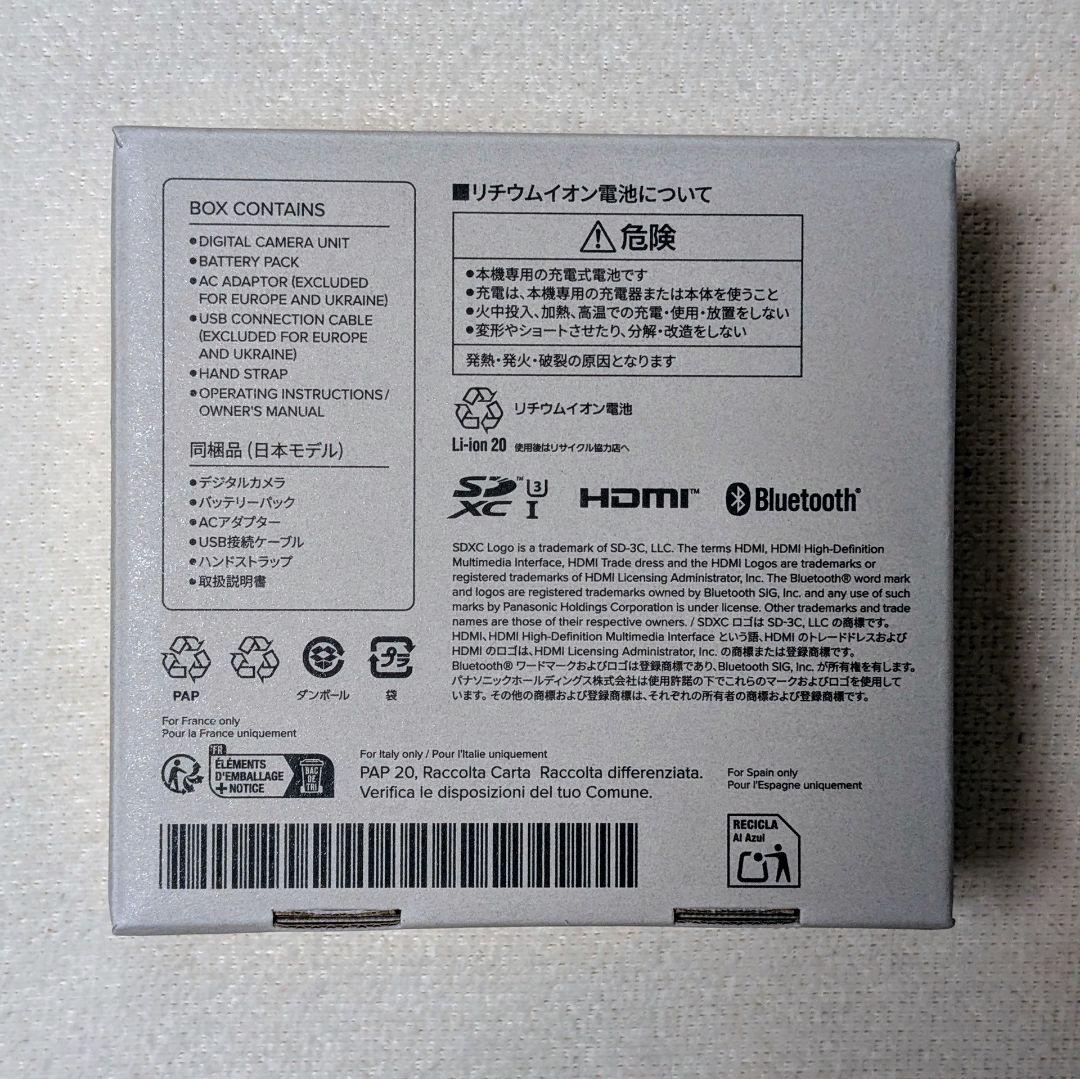 BOX CONTAINS
●DIGITAL CAMERA UNIT
●BATTERY PACK
●AC ADAPTOR (EXCLUDED
FOR EUROPE AND UKRAINE)
●USB CONNECTION CABLE
(EXCLUDED FOR EUROPE
AND UKRAINE)
●HAND STRAP
●OPERATING INSTRUCTIONS/
OWNER'S MANUAL
同梱品 (日本モデル)
●デジタルカメラ
●バッテリーパック
●ACアダプター
●USB接続ケーブル
●ハンドストラップ
●取扱説明書
■リチウムイオン電池について
危険
●本機専用の充電式電池です
●充電は、本機専用の充電器または本体を使うこと
●火中投入、加熱、高温での充電・使用・放置をしない
●変形やショートさせたり、分解・改造をしない
発熱・発火・破裂の原因となります
リチウムイオン電池
Li-ion 20 使用後はリサイクル協力店へ
SD XC™ I U3
HDMI™
Bluetooth®
SDXC Logo is a trademark of SD-3C, LLC. The terms HDMI, HDMI High-Definition
Multimedia Interface, HDMI Trade dress and the HDMI Logos are trademarks or
registered trademarks of HDMI Licensing Administrator, Inc. The Bluetooth® word mark
and logos are registered trademarks owned by Bluetooth SIG, Inc. and any use of such
marks by Panasonic Holdings Corporation is under license. Other trademarks and trade
names are those of their respective owners. / SDXC ロゴは SD-3C, LLC の商標です。
HDMI、HDMI High-Definition Multimedia Interface という語、HDMI のトレードドレスおよび
HDMI のロゴは、HDMI Licensing Administrator, Inc. の商標または登録商標です。
Bluetooth® ワードマークおよびロゴは登録商標であり、Bluetooth SIG, Inc. が所有権を有します。
パナソニックホールディングス株式会社は使用許諾の下でこれらのマークおよびロゴを使用して
います。その他の商標および登録商標は、それぞれの所有者の商標および登録商標です。
PAP
ダンボール
プラ
袋
For France only
Pour la France uniquement
FR
ÉLÉMENTS
D'EMBALLAGE
+ NOTICE
BAC
DE
TRI
For Italy only / Pour l'Italie uniquement
PAP 20, Raccolta Carta Raccolta differenziata.
Verifica le disposizioni del tuo Comune.
For Spain only
Pour l'Espagne uniquement
RECICLA
Al Azul